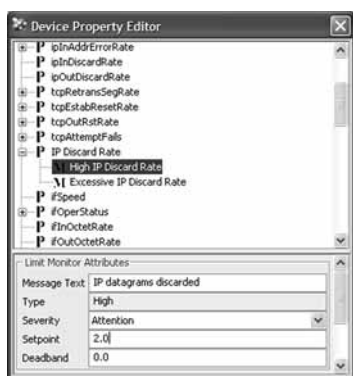 Device Property Editor
P ipInAddrErrorRate
P ipInDiscardRate
P ipOutDiscardRate
P tcpRetransSegRate
P tcpEstabResetRate
P tcpOutRstRate
P tcpAttemptFails
P IP Discard Rate
M High IP Discard Rate
M Excessive IP Discard Rate
P ifSpeed
P ifOperStatus
P ifInOctetRate
P ifOutOctetRate
Limit Monitor Attributes
Message Text IP datagrams discarded
Type High
Severity Attention
Setpoint 2.0
Deadband 0.0